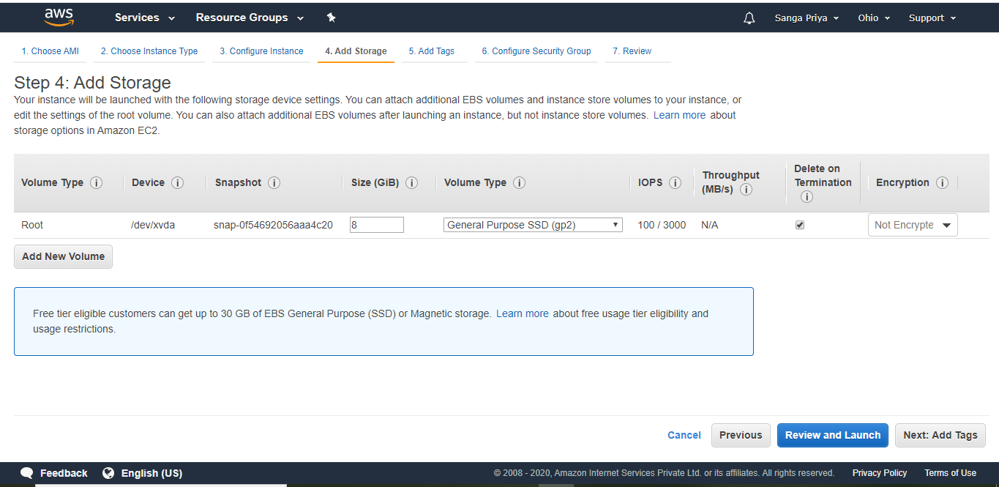 aws Services Resource Groups Sanga Priya Ohio Support
1. Choose AMI 2. Choose Instance Type 3. Configure Instance 4. Add Storage 5. Add Tags 6. Configure Security Group 7. Review
Step 4: Add Storage
Your instance will be launched with the following storage device settings. You can attach additional EBS volumes and instance store volumes to your instance, or
edit the settings of the root volume. You can also attach additional EBS volumes after launching an instance, but not instance store volumes. Learn more about
storage options in Amazon EC2.
Volume Type i Device i Snapshot i Size (GiB) i Volume Type i IOPS i Throughput (MB/s) i Delete on Termination i Encryption i
Root /dev/xvda snap-0f54692056aaa4c20 8 General Purpose SSD (gp2) 100 / 3000 N/A Not Encrypte
Add New Volume
Free tier eligible customers can get up to 30 GB of EBS General Purpose (SSD) or Magnetic storage. Learn more about free usage tier eligibility and
usage restrictions.
Cancel Previous Review and Launch Next: Add Tags
Feedback English (US) © 2008 - 2020, Amazon Internet Services Private Ltd. or its affiliates. All rights reserved. Privacy Policy Terms of Use